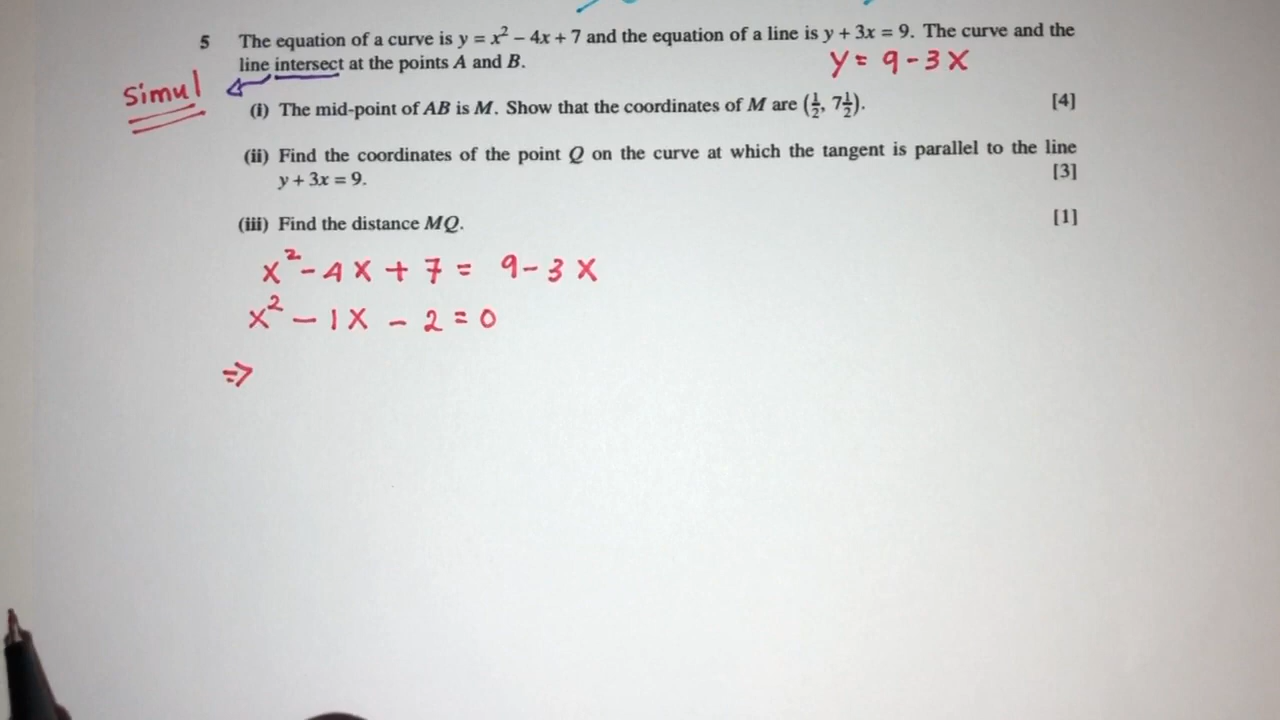 5 The equation of a curve is y = x² − 4x + 7 and the equation of a line is y + 3x = 9. The curve and the
line intersect at the points A and B.
y = 9 - 3x
Simul
(i) The mid-point of AB is M. Show that the coordinates of M are (½, 7½). [4]
(ii) Find the coordinates of the point Q on the curve at which the tangent is parallel to the line
y + 3x = 9. [3]
(iii) Find the distance MQ. [1]
x² - 4x + 7 = 9 - 3x
x² - 1x - 2 = 0
⇒